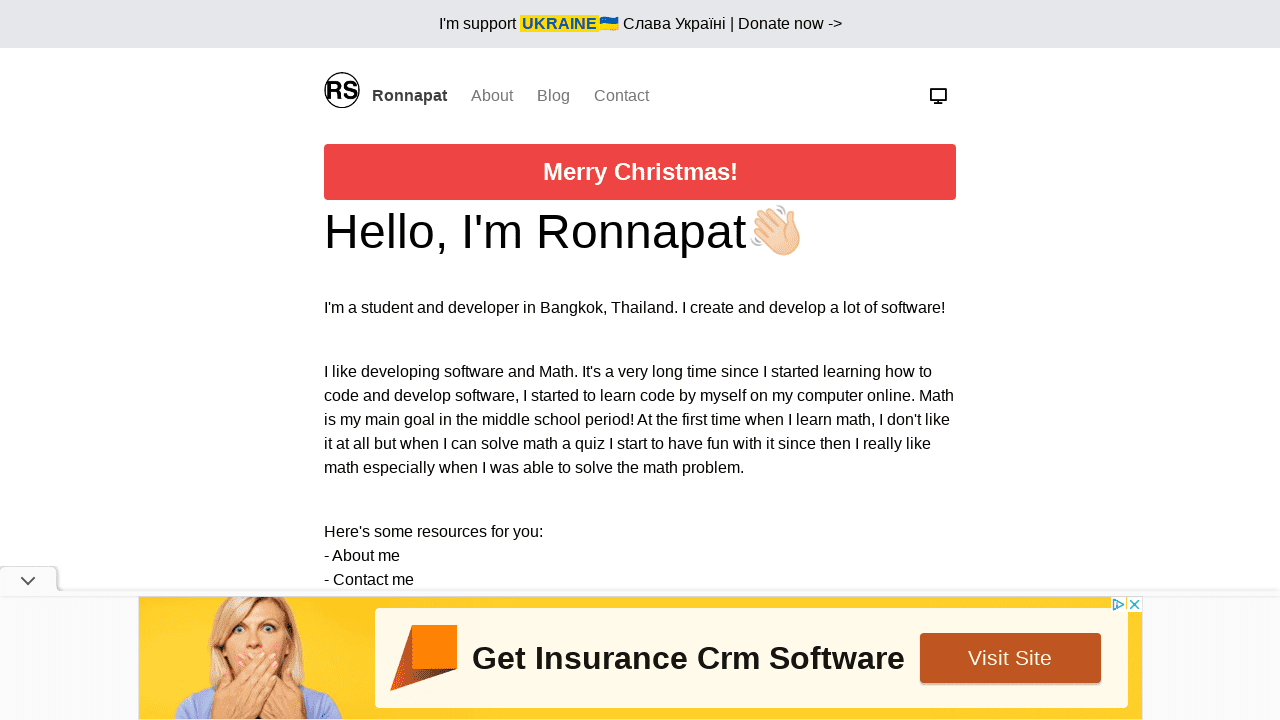 I'm support UKRAINE🇺🇦 Слава Україні | Donate now ->
RS Ronnapat About Blog Contact
Merry Christmas!
Hello, I'm Ronnapat👋🏻
I'm a student and developer in Bangkok, Thailand. I create and develop a lot of software!
I like developing software and Math. It's a very long time since I started learning how to
code and develop software, I started to learn code by myself on my computer online. Math
is my main goal in the middle school period! At the first time when I learn math, I don't like
it at all but when I can solve math a quiz I start to have fun with it since then I really like
math especially when I was able to solve the math problem.
Here's some resources for you:
- About me
- Contact me
Get Insurance Crm Software
Visit Site